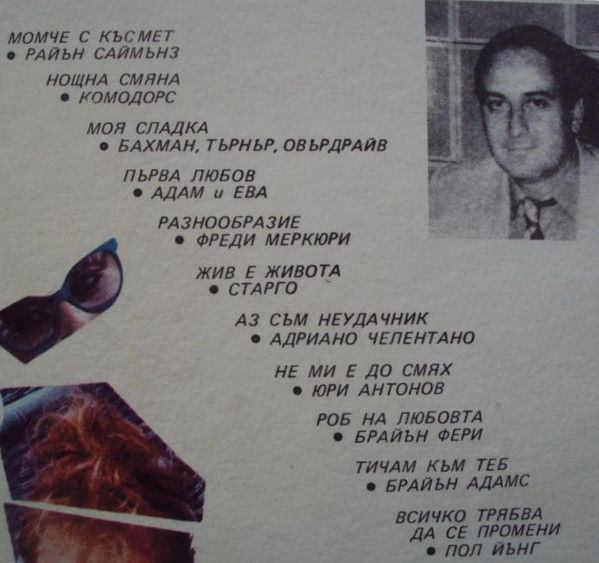 МОМЧЕ С КЪСМЕТ
• РАЙЪН САЙМЪНЗ
НОЩНА СМЯНА
• КОМОДОРС
МОЯ СЛАДКА
• БАХМАН, ТЪРНЪР, ОВЪРДРАЙВ
ПЪРВА ЛЮБОВ
• АДАМ и ЕВА
РАЗНООБРАЗИЕ
• ФРЕДИ МЕРКЮРИ
ЖИВ Е ЖИВОТА
• СТАРГО
АЗ СЪМ НЕУДАЧНИК
• АДРИАНО ЧЕЛЕНТАНО
НЕ МИ Е ДО СМЯХ
• ЮРИ АНТОНОВ
РОБ НА ЛЮБОВТА
• БРАЙЪН ФЕРИ
ТИЧАМ КЪМ ТЕБ
• БРАЙЪН АДАМС
ВСИЧКО ТРЯБВА
ДА СЕ ПРОМЕНИ
• ПОЛ ЙЪНГ